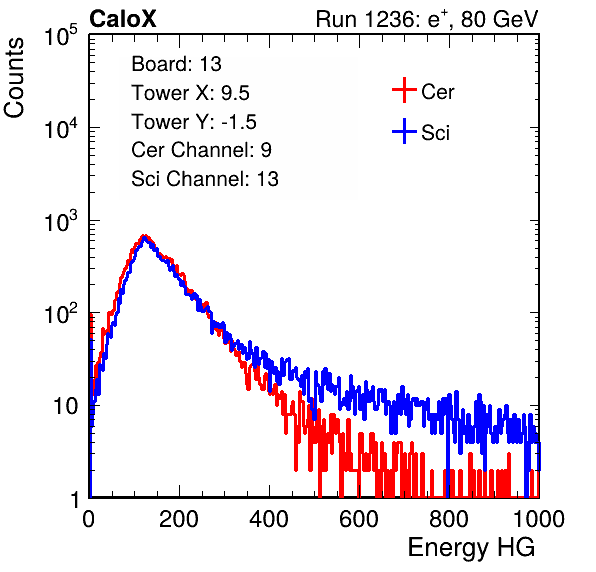 CaloX Run 1236: e⁺, 80 GeV
Board: 13
Tower X: 9.5
Tower Y: -1.5
Cer Channel: 9
Sci Channel: 13
Cer
Sci
Counts
10⁵
10⁴
10³
10²
10
1
0 200 400 600 800 1000
Energy HG